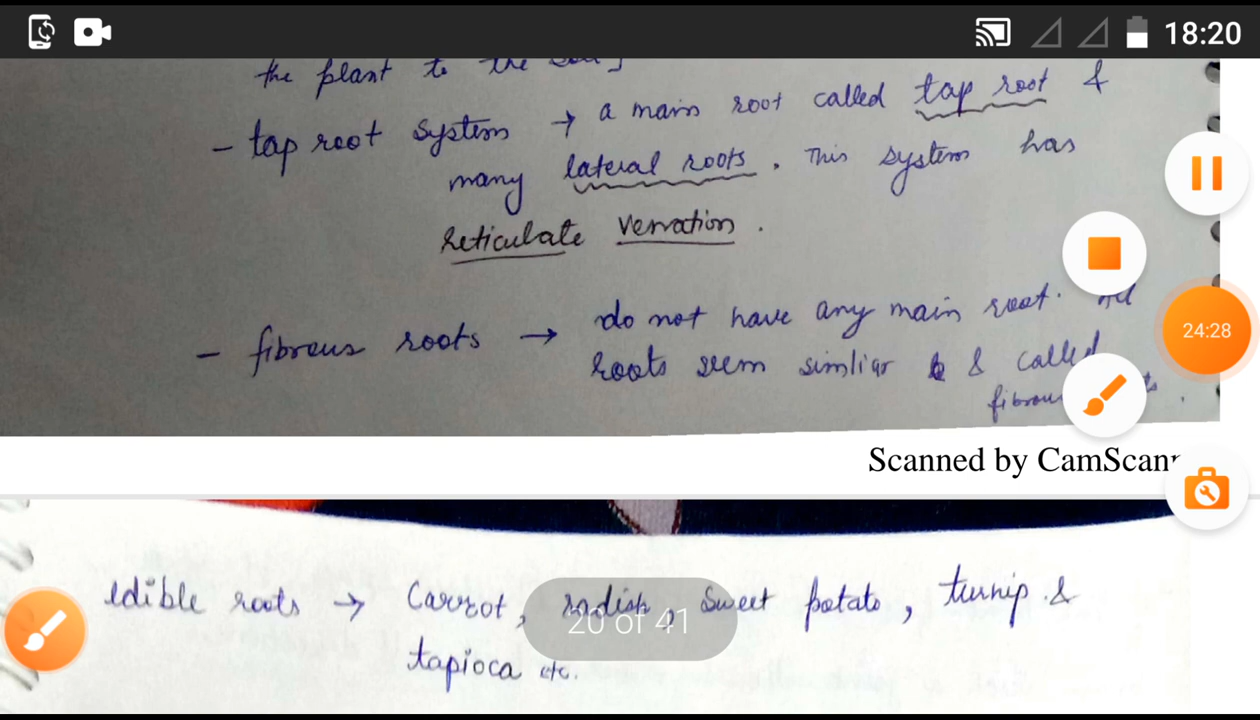 18:20
the plant to the
- tap root system → a main root called tap root &
many lateral roots. This system has
reticulate venation.
- fibrous roots → do not have any main root. All
24:28
roots seem simliar & called
fibrous
Scanned by CamScann
edible roots → Carrot, radish, Sweet potato, turnip &
20 of 41
tapioca etc.